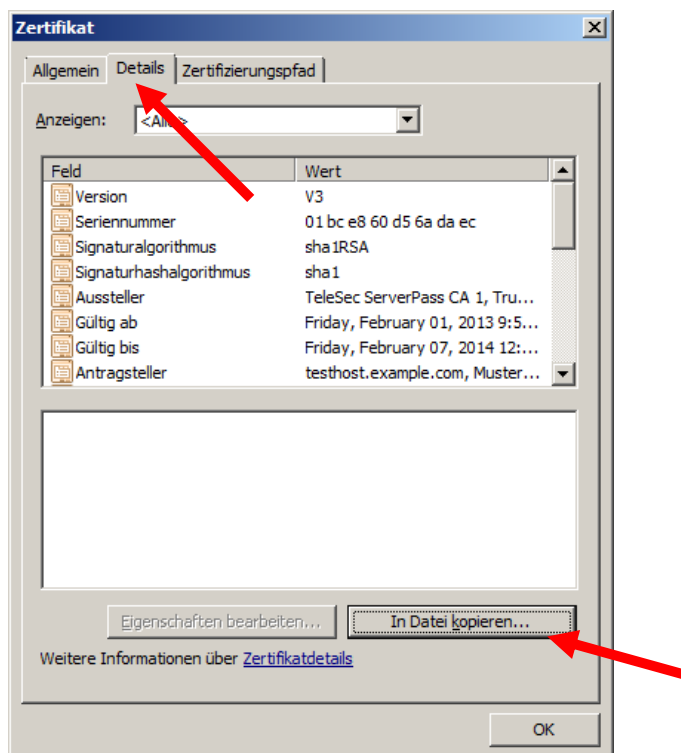 Zertifikat
Allgemein Details Zertifizierungspfad
Anzeigen: <Alle>
Feld Wert
Version V3
Seriennummer 01 bc e8 60 d5 6a da ec
Signaturalgorithmus sha1RSA
Signaturhashalgorithmus sha1
Aussteller TeleSec ServerPass CA 1, Tru...
Gültig ab Friday, February 01, 2013 9:5...
Gültig bis Friday, February 07, 2014 12:...
Antragsteller testhost.example.com, Muster...
Eigenschaften bearbeiten... In Datei kopieren...
Weitere Informationen über Zertifikatdetails
OK